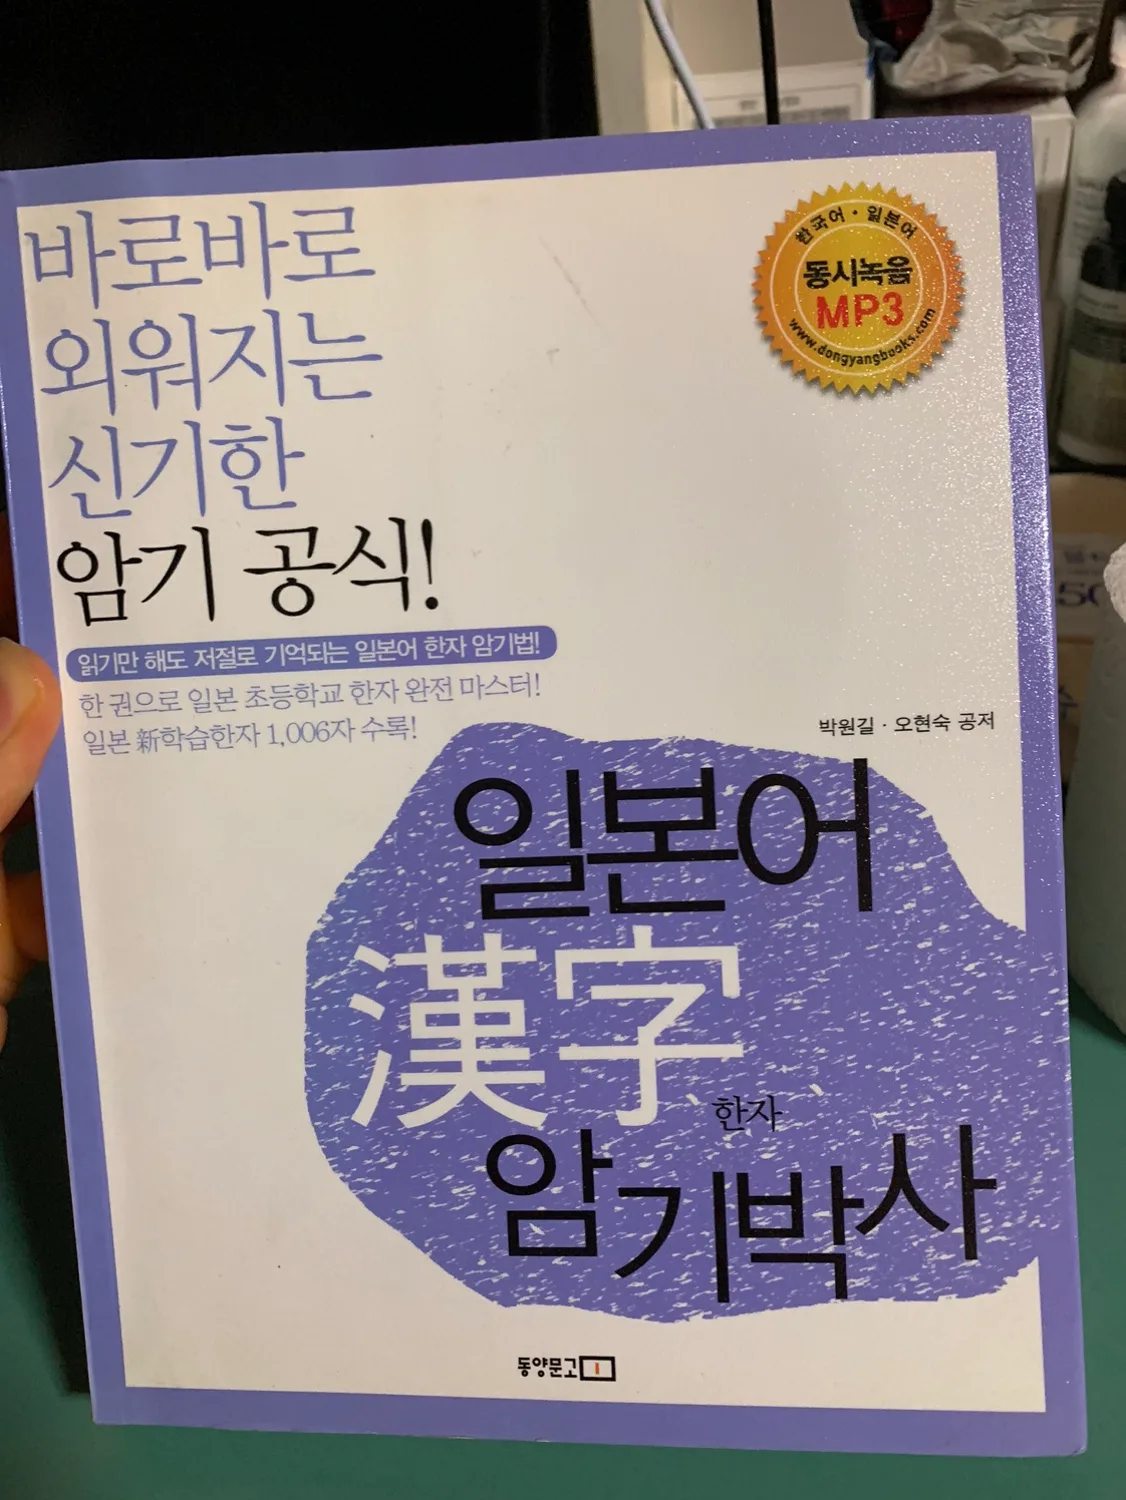 바로바로
외워지는
신기한
암기 공식!
한국어 · 일본어
동시녹음
MP3
www.dongyangbooks.com
읽기만 해도 저절로 기억되는 일본어 한자 암기법!
한 권으로 일본 초등학교 한자 완전 마스터!
일본 新학습한자 1,006자 수록!
박원길 · 오현숙 공저
일본어
漢字
한자
암기박사
동양문고